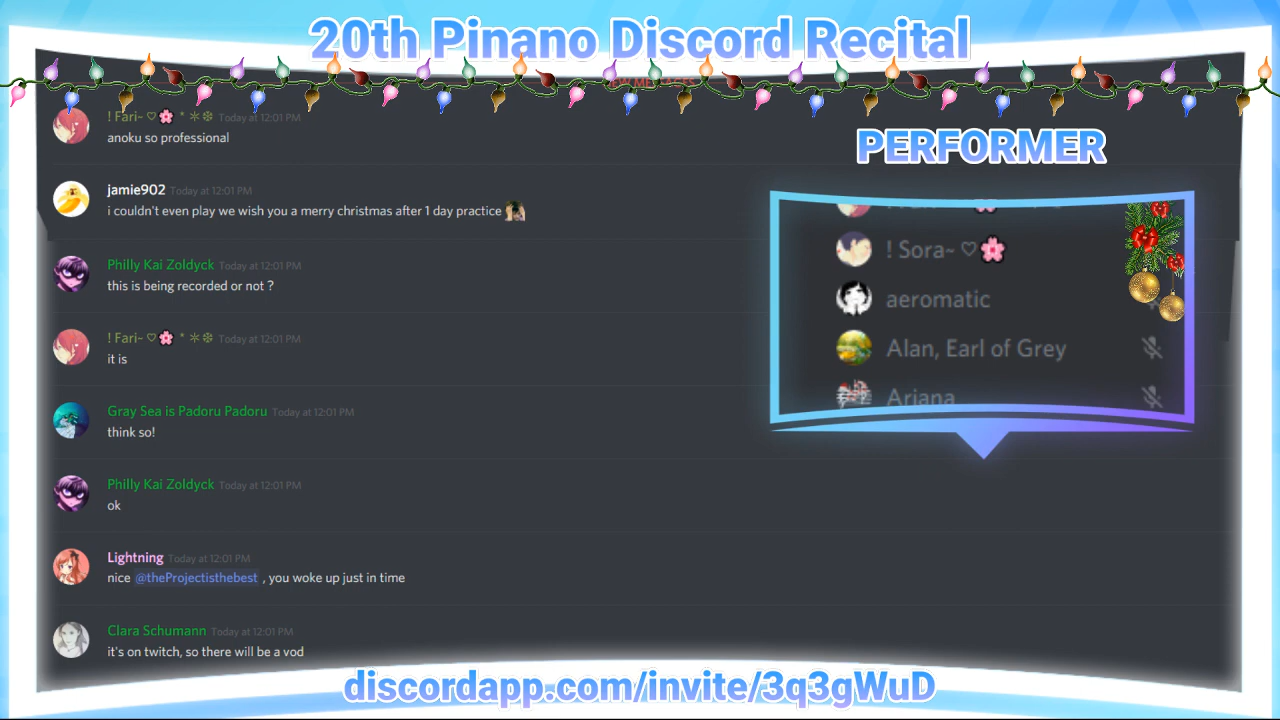 20th Pinano Discord Recital
NEW MESSAGES
! Fari~ ♡🌸 * ✳❄ Today at 12:01 PM
anoku so professional
jamie902 Today at 12:01 PM
i couldn't even play we wish you a merry christmas after 1 day practice
Philly Kai Zoldyck Today at 12:01 PM
this is being recorded or not ?
! Fari~ ♡🌸 * ✳❄ Today at 12:01 PM
it is
Gray Sea is Padoru Padoru Today at 12:01 PM
think so!
Philly Kai Zoldyck Today at 12:01 PM
ok
Lightning Today at 12:01 PM
nice @theProjectisthebest , you woke up just in time
Clara Schumann Today at 12:01 PM
it's on twitch, so there will be a vod
PERFORMER
! Sora~ ♡🌸
aeromatic
Alan, Earl of Grey
Ariana
discordapp.com/invite/3q3gWuD